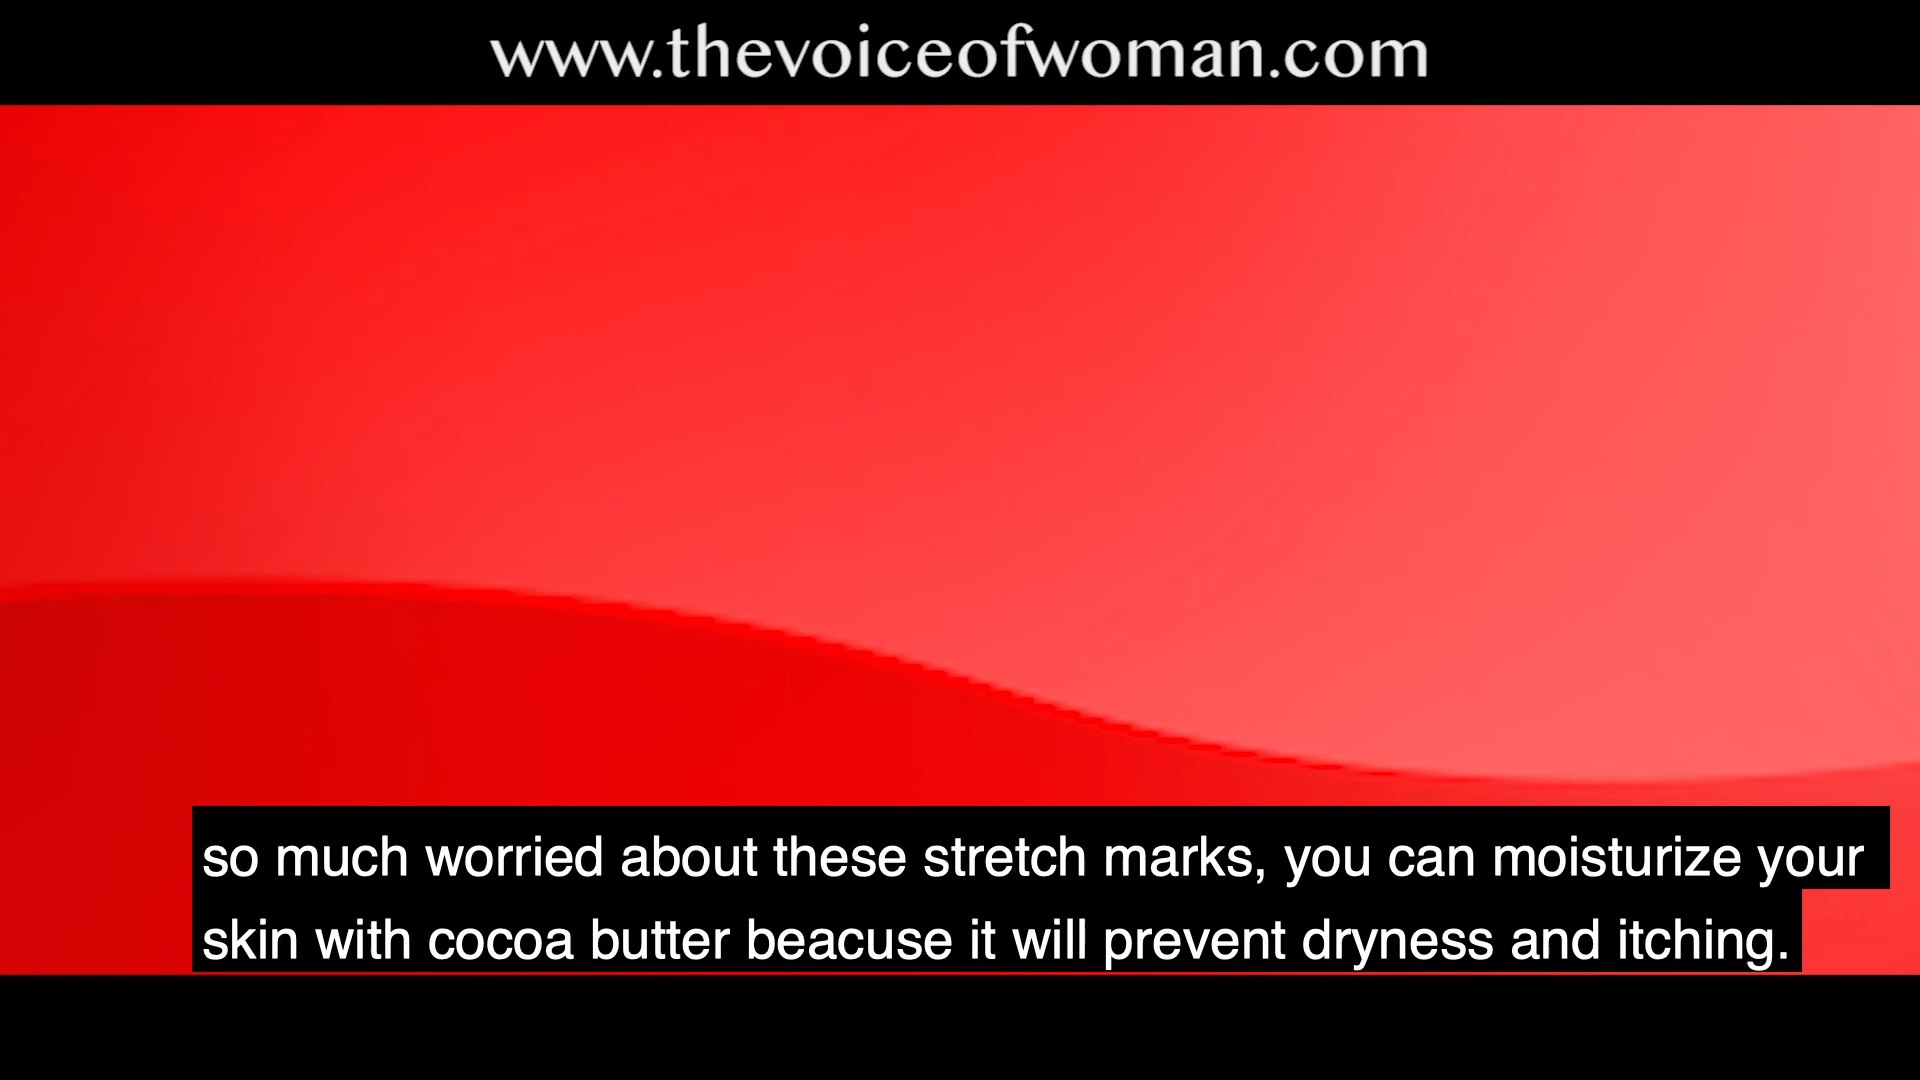 www.thevoiceofwoman.com
so much worried about these stretch marks, you can moisturize your
skin with cocoa butter beacuse it will prevent dryness and itching.